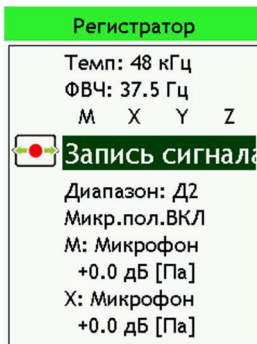 Регистратор
Темп: 48 кГц
ФВЧ: 37.5 Гц
M X Y Z
Запись сигнала
Диапазон: Д2
Микр.пол.ВКЛ
M: Микрофон
+0.0 дБ [Па]
X: Микрофон
+0.0 дБ [Па]